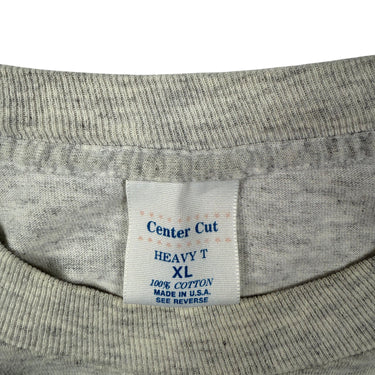 Center Cut
HEAVY T
XL
100% COTTON
MADE IN U.S.A.
SEE REVERSE